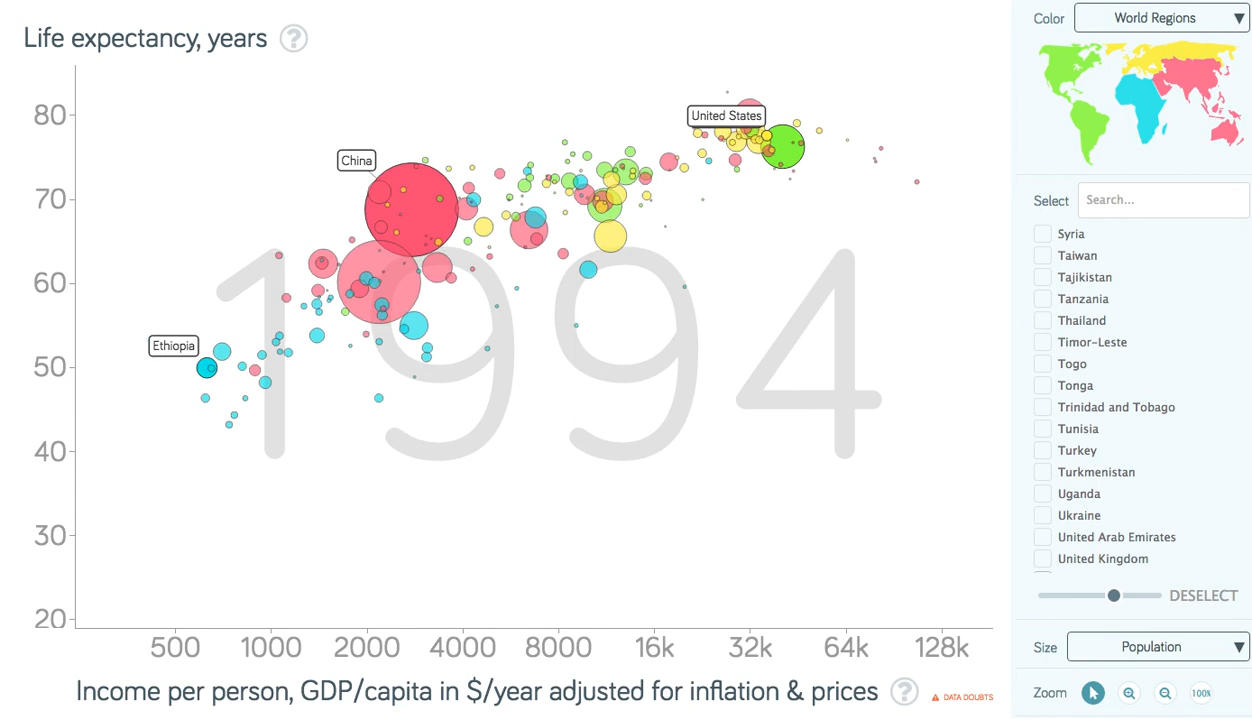 Life expectancy, years ?
80
70
60
50
40
30
20
1994
United States
China
Ethiopia
500 1000 2000 4000 8000 16k 32k 64k 128k
Income per person, GDP/capita in $/year adjusted for inflation & prices ? DATA DOUBTS
Color World Regions
Select Search...
Syria
Taiwan
Tajikistan
Tanzania
Thailand
Timor-Leste
Togo
Tonga
Trinidad and Tobago
Tunisia
Turkey
Turkmenistan
Uganda
Ukraine
United Arab Emirates
United Kingdom
DESELECT
Size Population
Zoom 100%